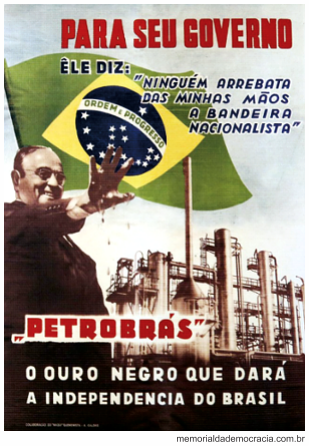 PARA SEU GOVERNO
ÊLE DIZ:
"NINGUÉM ARREBATA
DAS MINHAS MÃOS
A BANDEIRA
NACIONALISTA"
ORDEM E PROGRESSO
„PETROBRÁS"
O OURO NEGRO QUE DARÁ
A INDEPENDENCIA DO BRASIL
memorialdademocracia.com.br